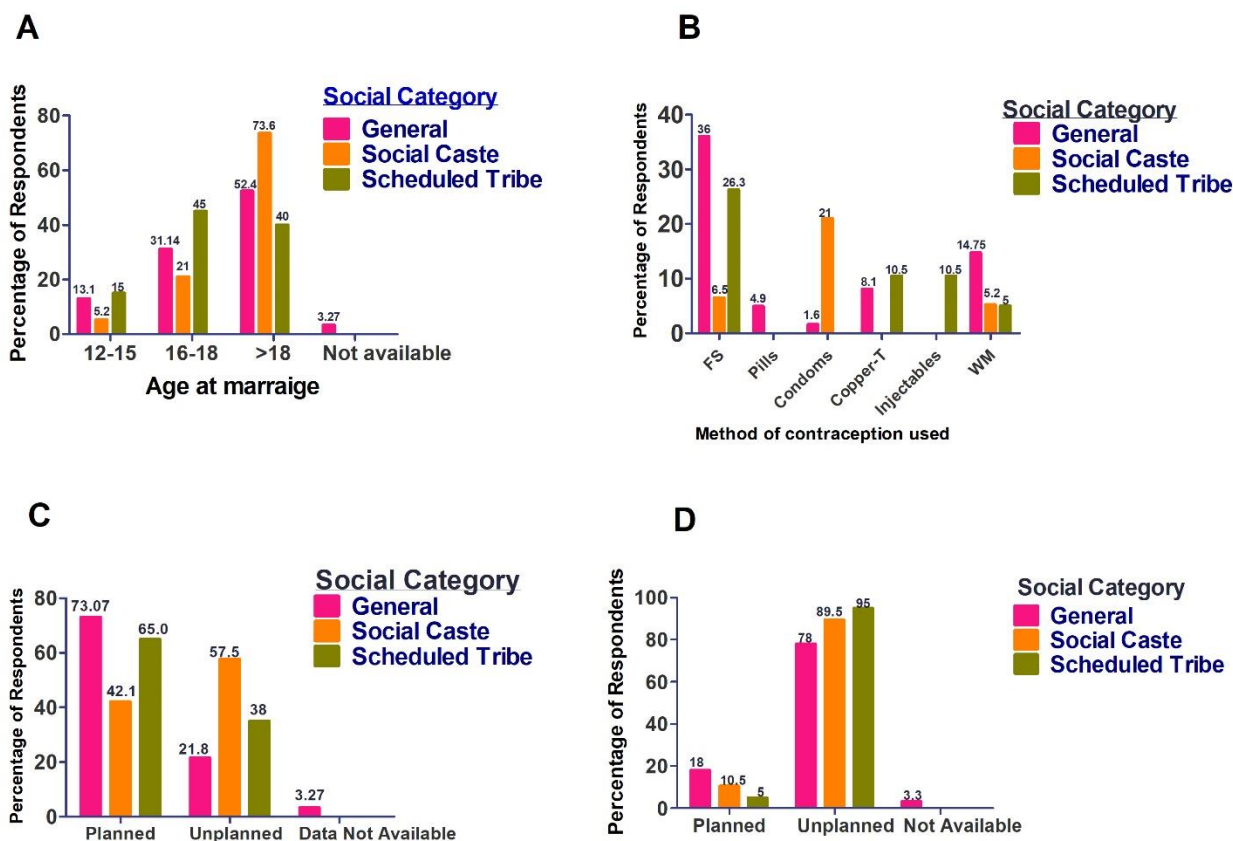 A
Percentage of Respondents
Social Category
General
Social Caste
Scheduled Tribe
80
60
40
20
0
13.1
5.2
15
31.14
21
45
52.4
73.6
40
3.27
12-15
16-18
>18
Not available
Age at marraige
B
Percentage of Respondents
Social Category
General
Social Caste
Scheduled Tribe
40
30
20
10
0
36
6.5
26.3
4.9
1.6
21
8.1
10.5
10.5
14.75
5.2
5
FS
Pills
Condoms
Copper-T
Injectables
WM
Method of contraception used
C
Percentage of Respondents
Social Category
General
Social Caste
Scheduled Tribe
80
60
40
20
0
73.07
42.1
65.0
21.8
57.5
38
3.27
Planned
Unplanned
Data Not Available
D
Percentage of Respondents
Social Category
General
Social Caste
Scheduled Tribe
100
80
60
40
20
0
18
10.5
5
78
89.5
95
3.3
Planned
Unplanned
Not Available